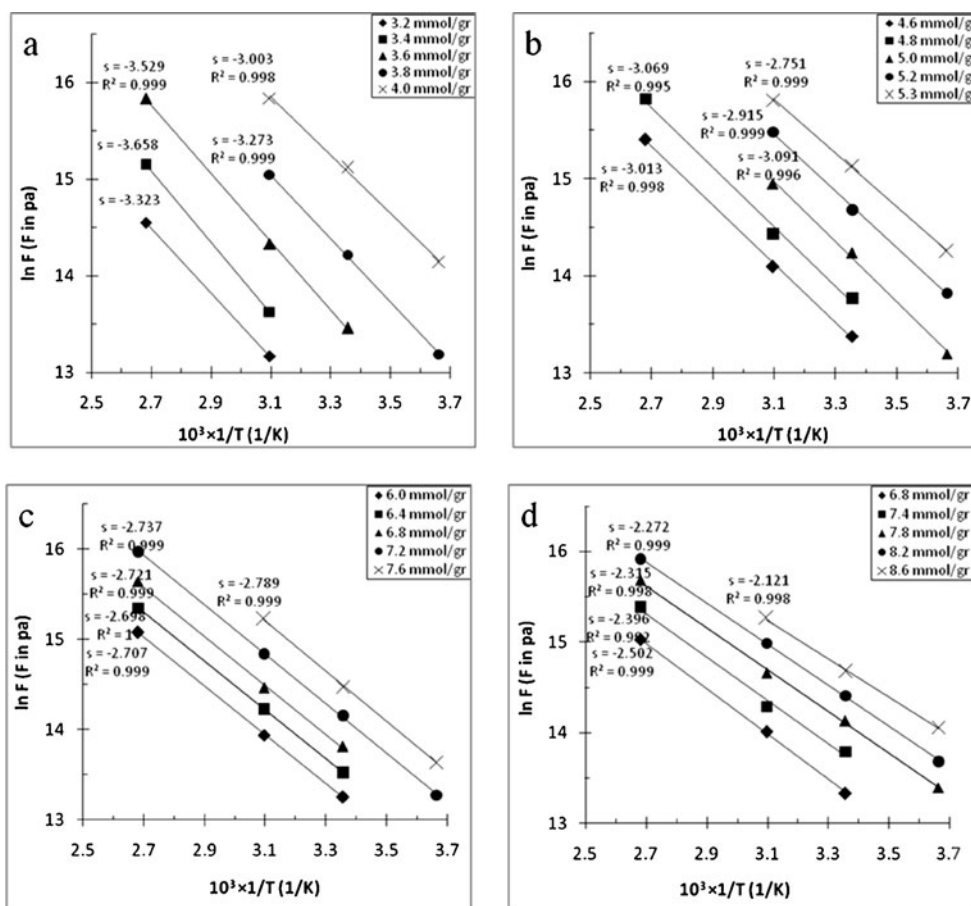 a
3.2 mmol/gr
3.4 mmol/gr
3.6 mmol/gr
3.8 mmol/gr
4.0 mmol/gr
s = -3.529
R² = 0.999
s = -3.003
R² = 0.998
s = -3.658
s = -3.273
R² = 0.999
s = -3.323
ln F (F in pa)
16
15
14
13
2.5 2.7 2.9 3.1 3.3 3.5 3.7
10³×1/T (1/K)
b
4.6 mmol/gr
4.8 mmol/gr
5.0 mmol/gr
5.2 mmol/gr
5.3 mmol/gr
s = -3.069
R² = 0.995
s = -2.751
R² = 0.999
s = -2.915
R² = 0.999
s = -3.091
R² = 0.996
s = -3.013
R² = 0.998
ln F (F in pa)
16
15
14
13
2.5 2.7 2.9 3.1 3.3 3.5 3.7
10³×1/T (1/K)
c
6.0 mmol/gr
6.4 mmol/gr
6.8 mmol/gr
7.2 mmol/gr
7.6 mmol/gr
s = -2.737
R² = 0.999
s = -2.721
R² = 0.999
s = -2.789
R² = 0.999
s = -2.698
R² = 1
s = -2.707
R² = 0.999
ln F (F in pa)
16
15
14
13
2.5 2.7 2.9 3.1 3.3 3.5 3.7
10³×1/T (1/K)
d
6.8 mmol/gr
7.4 mmol/gr
7.8 mmol/gr
8.2 mmol/gr
8.6 mmol/gr
s = -2.272
R² = 0.999
s = -2.315
R² = 0.998
s = -2.121
R² = 0.998
s = -2.396
R² =
s = -2.502
R² = 0.999
ln F (F in pa)
16
15
14
13
2.5 2.7 2.9 3.1 3.3 3.5 3.7
10³×1/T (1/K)